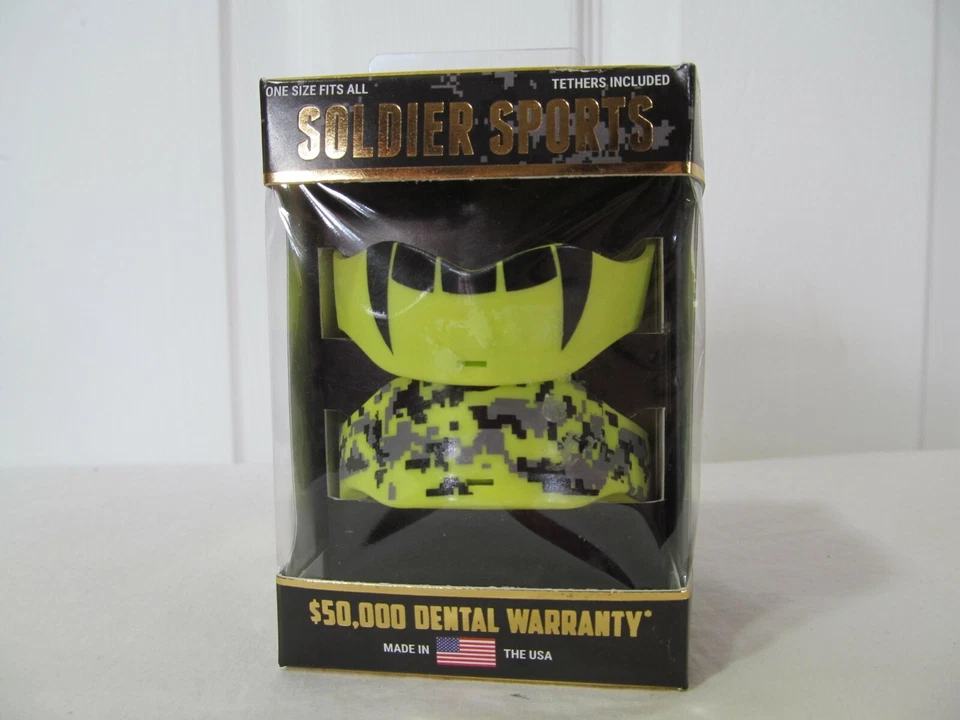 ONE SIZE FITS ALL
TETHERS INCLUDED
SOLDIER SPORTS
$50,000 DENTAL WARRANTY*
MADE IN THE USA